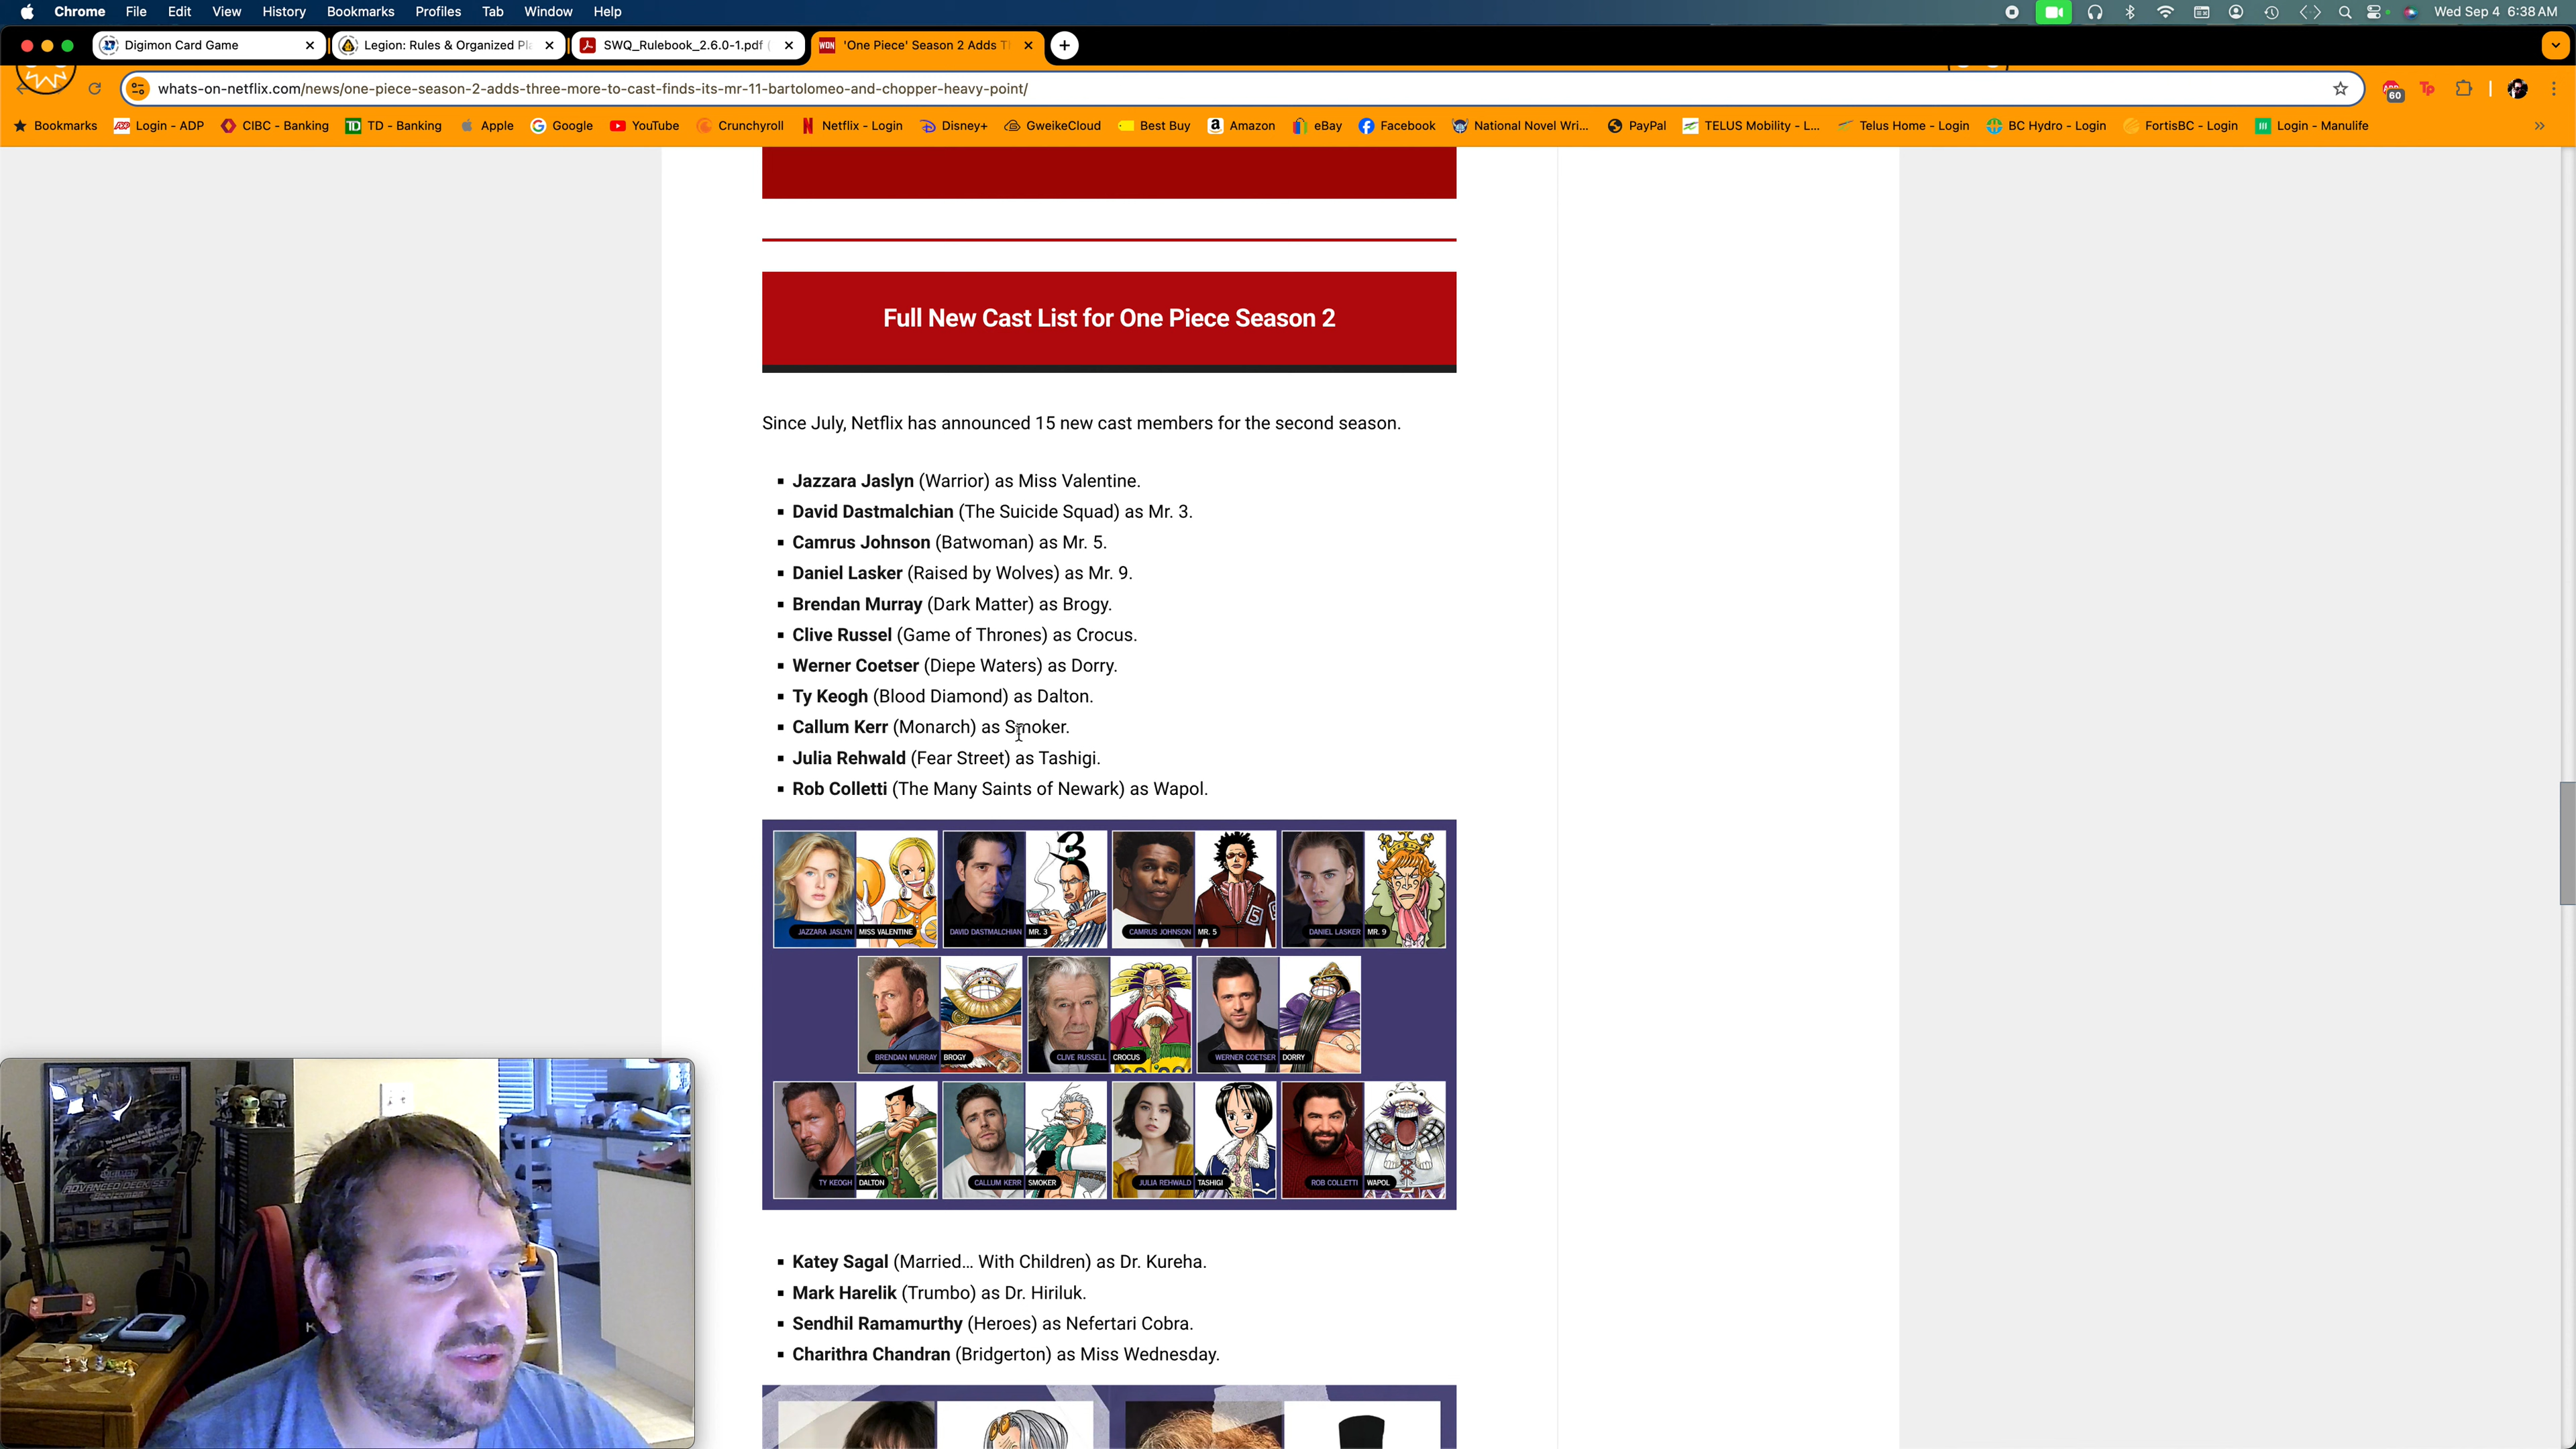 Chrome File Edit View History Bookmarks Profiles Tab Window Help
Wed Sep 4 6:38 AM
Digimon Card Game
Legion: Rules & Organized Pl
SWQ_Rulebook_2.6.0-1.pdf (
WON 'One Piece' Season 2 Adds T
whats-on-netflix.com/news/one-piece-season-2-adds-three-more-to-cast-finds-its-mr-11-bartolomeo-and-chopper-heavy-point/
60
Tp
Bookmarks Login - ADP CIBC - Banking TD - Banking Apple Google YouTube Crunchyroll Netflix - Login Disney+ GweikeCloud Best Buy Amazon eBay Facebook National Novel Wri... PayPal TELUS Mobility - L... Telus Home - Login BC Hydro - Login FortisBC - Login Login - Manulife
Full New Cast List for One Piece Season 2
Since July, Netflix has announced 15 new cast members for the second season.
Jazzara Jaslyn (Warrior) as Miss Valentine.
David Dastmalchian (The Suicide Squad) as Mr. 3.
Camrus Johnson (Batwoman) as Mr. 5.
Daniel Lasker (Raised by Wolves) as Mr. 9.
Brendan Murray (Dark Matter) as Brogy.
Clive Russel (Game of Thrones) as Crocus.
Werner Coetser (Diepe Waters) as Dorry.
Ty Keogh (Blood Diamond) as Dalton.
Callum Kerr (Monarch) as Smoker.
Julia Rehwald (Fear Street) as Tashigi.
Rob Colletti (The Many Saints of Newark) as Wapol.
JAZZARA JASLYN MISS VALENTINE DAVID DASTMALCHIAN MR. 3 CAMRUS JOHNSON MR. 5 DANIEL LASKER MR. 9
BRENDAN MURRAY BROGY CLIVE RUSSELL CROCUS WERNER COETSER DORRY
TY KEOGH DALTON CALLUM KERR SMOKER JULIA REHWALD TASHIGI ROB COLLETTI WAPOL
ADVANCED DECK SET
Katey Sagal (Married... With Children) as Dr. Kureha.
Mark Harelik (Trumbo) as Dr. Hiriluk.
Sendhil Ramamurthy (Heroes) as Nefertari Cobra.
Charithra Chandran (Bridgerton) as Miss Wednesday.